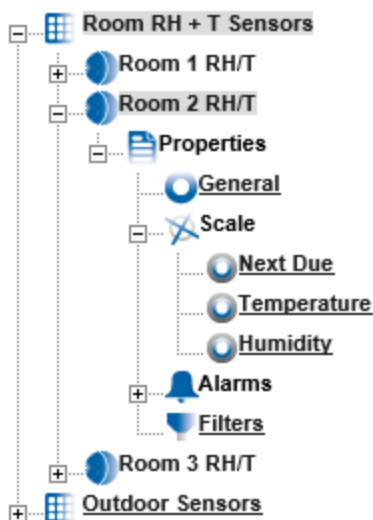 Room RH + T Sensors
Room 1 RH/T
Room 2 RH/T
Properties
General
Scale
Next Due
Temperature
Humidity
Alarms
Filters
Room 3 RH/T
Outdoor Sensors